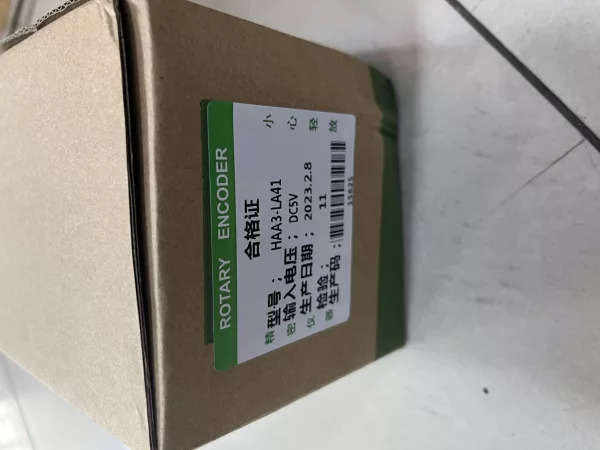 ROTARY ENCODER
小心轻放
合格证
型号； HAA3-LA41
输入电压； DC5V
生产日期； 2023.2.8
检验； 11
生产码：
19025
精密仪器